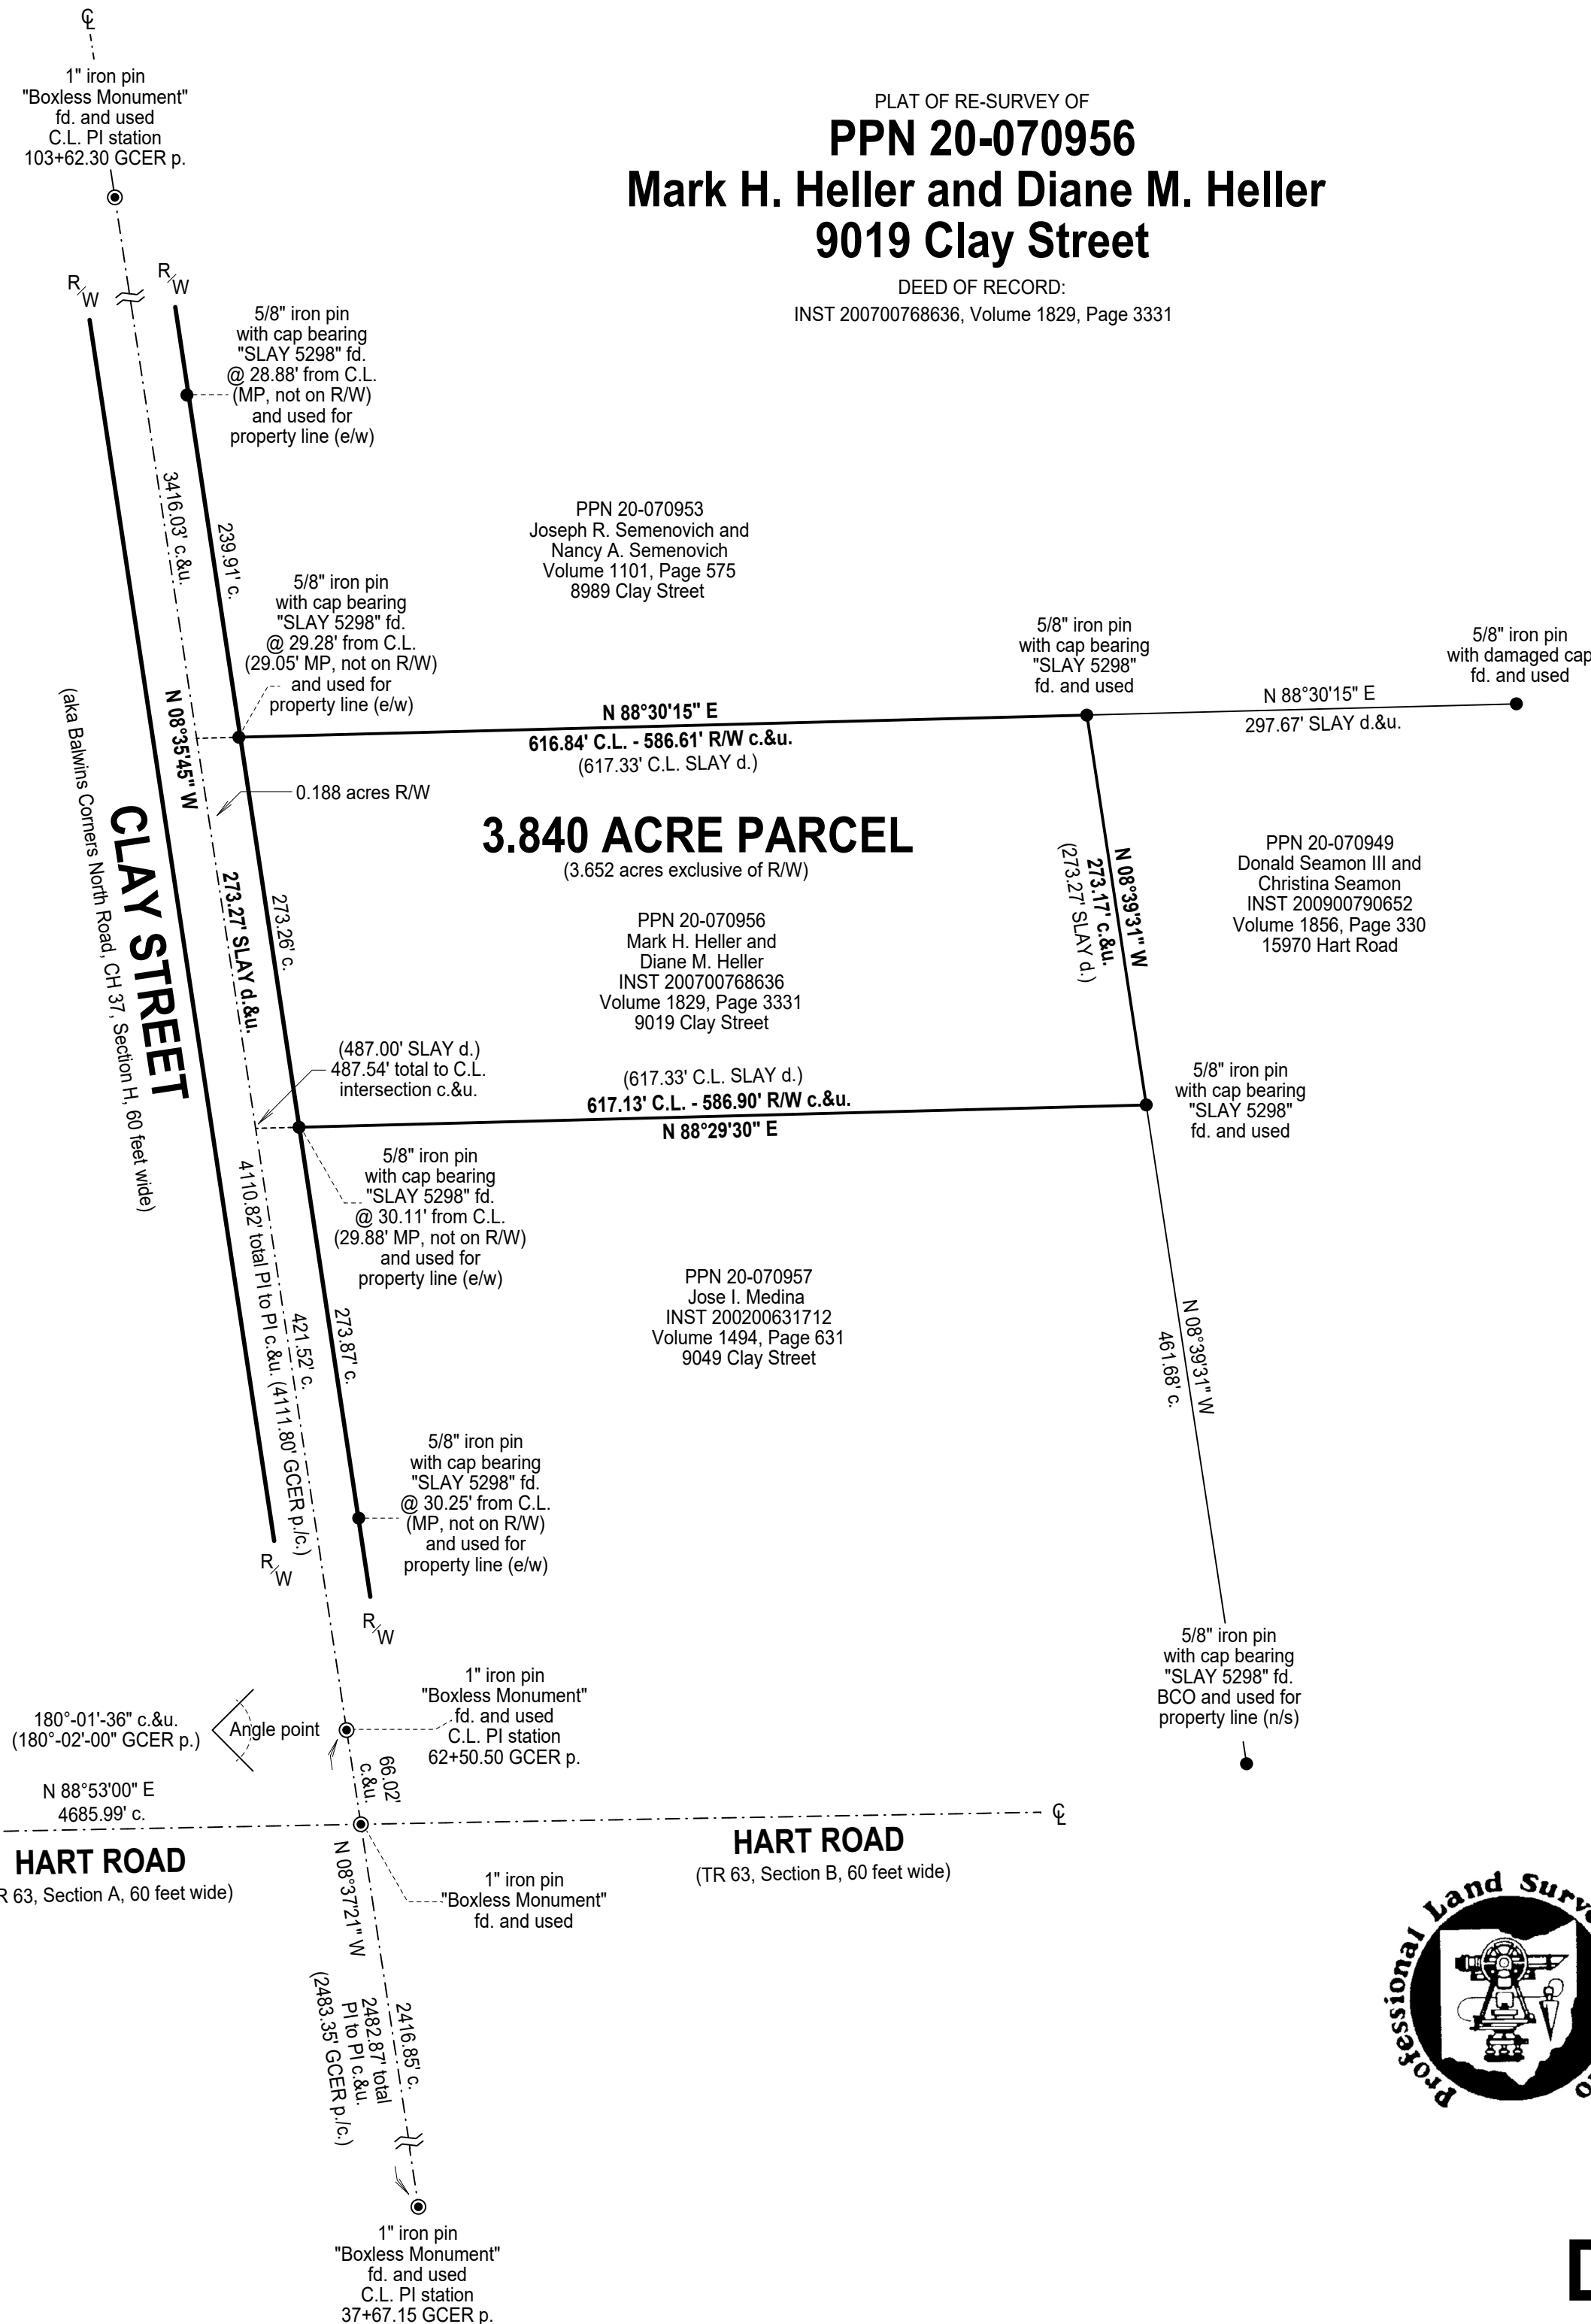 ℄
1" iron pin
"Boxless Monument"
fd. and used
C.L. PI station
103+62.30 GCER p.
PLAT OF RE-SURVEY OF
PPN 20-070956
Mark H. Heller and Diane M. Heller
9019 Clay Street
DEED OF RECORD:
INST 200700768636, Volume 1829, Page 3331
R/W
R/W
5/8" iron pin
with cap bearing
"SLAY 5298" fd.
@ 28.88' from C.L.
(MP, not on R/W)
and used for
property line (e/w)
3416.03' c.&u.
239.91' c.
PPN 20-070953
Joseph R. Semenovich and
Nancy A. Semenovich
Volume 1101, Page 575
8989 Clay Street
5/8" iron pin
with cap bearing
"SLAY 5298" fd.
@ 29.28' from C.L.
(29.05' MP, not on R/W)
and used for
property line (e/w)
5/8" iron pin
with cap bearing
"SLAY 5298"
fd. and used
5/8" iron pin
with damaged cap
fd. and used
N 88°30'15" E
297.67' SLAY d.&u.
N 88°30'15" E
616.84' C.L. - 586.61' R/W c.&u.
(617.33' C.L. SLAY d.)
N 08°35'45" W
0.188 acres R/W
CLAY STREET
(aka Balwins Corners North Road, CH 37, Section H, 60 feet wide)
3.840 ACRE PARCEL
(3.652 acres exclusive of R/W)
273.27' SLAY d.&u.
273.26' c.
PPN 20-070956
Mark H. Heller and
Diane M. Heller
INST 200700768636
Volume 1829, Page 3331
9019 Clay Street
N 08°39'31" W
273.17' c.&u.
(273.27' SLAY d.)
PPN 20-070949
Donald Seamon III and
Christina Seamon
INST 200900790652
Volume 1856, Page 330
15970 Hart Road
(487.00' SLAY d.)
487.54' total to C.L.
intersection c.&u.
(617.33' C.L. SLAY d.)
617.13' C.L. - 586.90' R/W c.&u.
N 88°29'30" E
5/8" iron pin
with cap bearing
"SLAY 5298"
fd. and used
5/8" iron pin
with cap bearing
"SLAY 5298" fd.
@ 30.11' from C.L.
(29.88' MP, not on R/W)
and used for
property line (e/w)
4110.82' total PI to PI c.&u. (4111.80' GCER p./c.)
421.52' c.
273.87' c.
PPN 20-070957
Jose I. Medina
INST 200200631712
Volume 1494, Page 631
9049 Clay Street
N 08°39'31" W
461.68' c.
5/8" iron pin
with cap bearing
"SLAY 5298" fd.
@ 30.25' from C.L.
(MP, not on R/W)
and used for
property line (e/w)
R/W
R/W
5/8" iron pin
with cap bearing
"SLAY 5298" fd.
BCO and used for
property line (n/s)
1" iron pin
"Boxless Monument"
fd. and used
C.L. PI station
62+50.50 GCER p.
180°-01'-36" c.&u.
(180°-02'-00" GCER p.)
Angle point
66.02'
c.&u.
N 88°53'00" E
4685.99' c.
℄
HART ROAD
R 63, Section A, 60 feet wide)
HART ROAD
(TR 63, Section B, 60 feet wide)
1" iron pin
"Boxless Monument"
fd. and used
N 08°37'21" W
2416.85' c.
2482.87' total
PI to PI c.&u.
(2483.35' GCER p./c.)
1" iron pin
"Boxless Monument"
fd. and used
C.L. PI station
37+67.15 GCER p.
Professional Land Surve